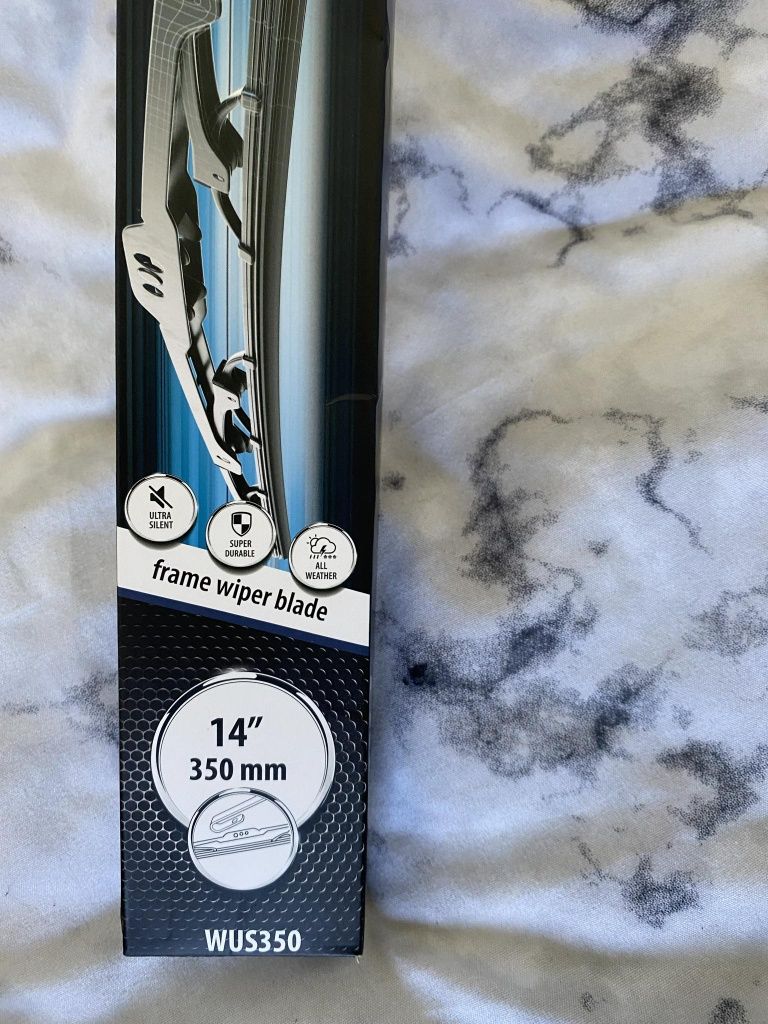 ULTRA
SILENT
SUPER
DURABLE
ALL
WEATHER
frame wiper blade
14”
350 mm
WUS350